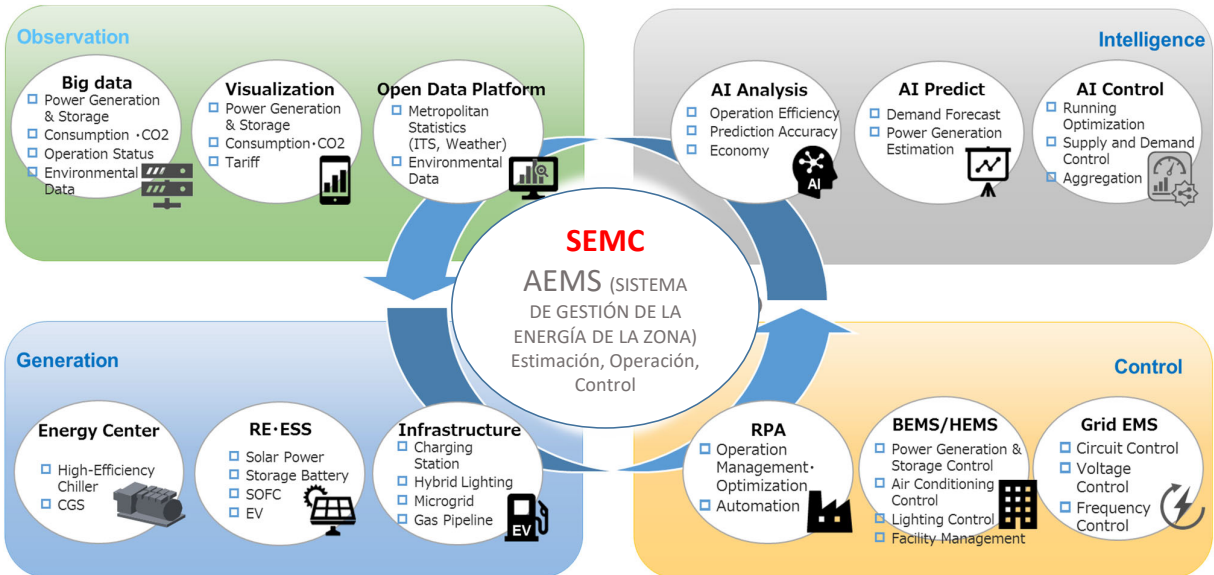 Observation
Big data
Power Generation
& Storage
Consumption・CO2
Operation Status
Environmental
Data
Visualization
Power Generation
& Storage
Consumption・CO2
Tariff
Open Data Platform
Metropolitan
Statistics
(ITS, Weather)
Environmental
Data
Intelligence
AI Analysis
Operation Efficiency
Prediction Accuracy
Economy
AI
AI Predict
Demand Forecast
Power Generation
Estimation
AI Control
Running
Optimization
Supply and Demand
Control
Aggregation
SEMC
AEMS (SISTEMA
DE GESTIÓN DE LA
ENERGÍA DE LA ZONA)
Estimación, Operación,
Control
Generation
Energy Center
High-Efficiency
Chiller
CGS
RE・ESS
Solar Power
Storage Battery
SOFC
EV
Infrastructure
Charging
Station
Hybrid Lighting
Microgrid
Gas Pipeline
EV
Control
RPA
Operation
Management・
Optimization
Automation
BEMS/HEMS
Power Generation &
Storage Control
Air Conditioning
Control
Lighting Control
Facility Management
Grid EMS
Circuit Control
Voltage
Control
Frequency
Control